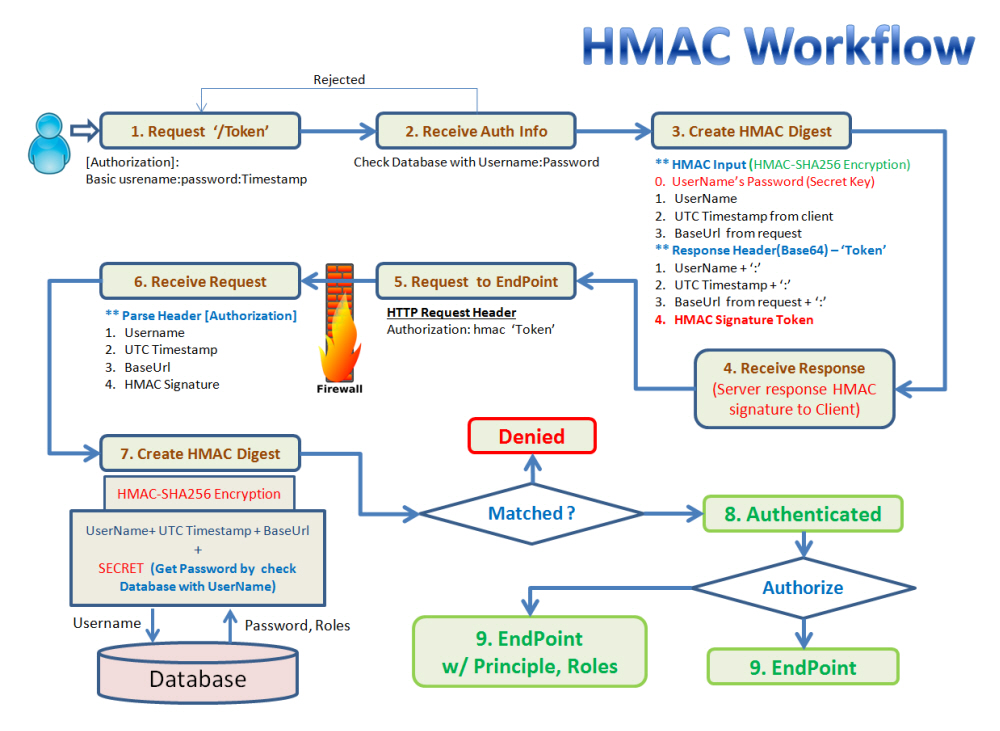 HMAC Workflow
Rejected
1. Request ‘/Token’
2. Receive Auth Info
3. Create HMAC Digest
[Authorization]:
Basic usrename:password:Timestamp
Check Database with Username:Password
** HMAC Input (HMAC-SHA256 Encryption)
0. UserName’s Password (Secret Key)
1. UserName
2. UTC Timestamp from client
3. BaseUrl from request
** Response Header(Base64) – ‘Token’
1. UserName + ‘:’
2. UTC Timestamp + ‘:’
3. BaseUrl from request + ‘:’
4. HMAC Signature Token
4. Receive Response
(Server response HMAC
signature to Client)
5. Request to EndPoint
HTTP Request Header
Authorization: hmac ‘Token’
Firewall
6. Receive Request
** Parse Header [Authorization]
1. Username
2. UTC Timestamp
3. BaseUrl
4. HMAC Signature
7. Create HMAC Digest
HMAC-SHA256 Encryption
UserName+ UTC Timestamp + BaseUrl
+
SECRET (Get Password by check
Database with UserName)
Username
Password, Roles
Database
Denied
Matched ?
8. Authenticated
Authorize
9. EndPoint
w/ Principle, Roles
9. EndPoint